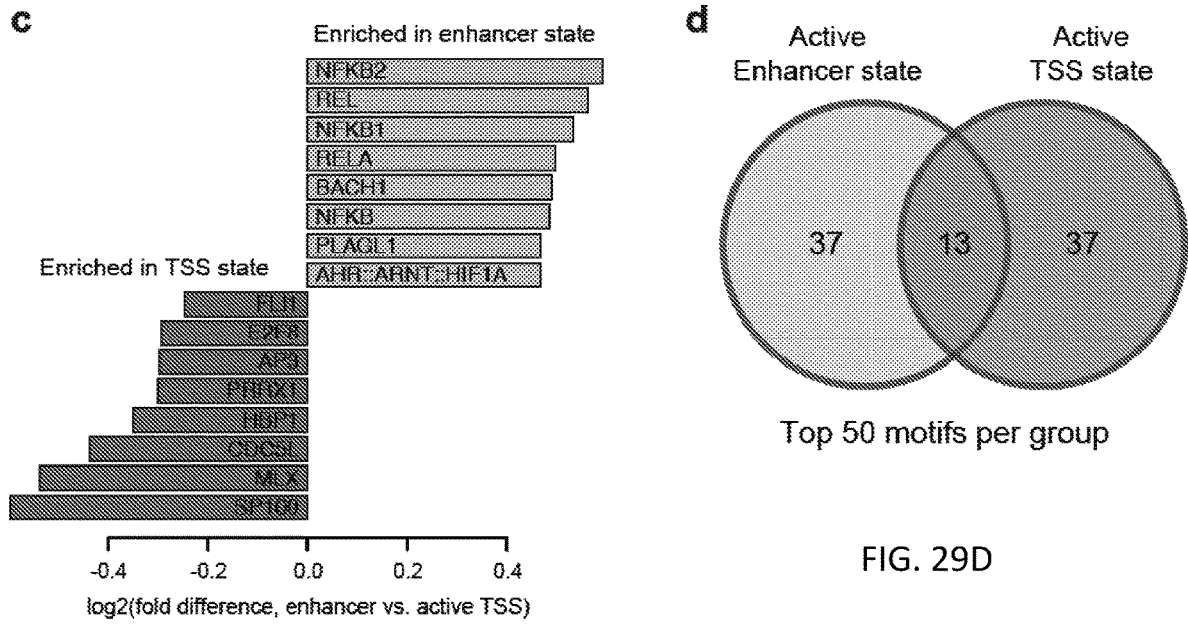 c
Enriched in enhancer state
NFKB2
REL
NFKB1
RELA
BACH1
NFKB
PLAGL1
AHR::ARNT::HIF1A
Enriched in TSS state
FLI1
E2F8
AP3
PRRX1
HBP1
CDC5L
MLX
SP100
-0.4 -0.2 0.0 0.2 0.4
log2(fold difference, enhancer vs. active TSS)
d
Active Active
Enhancer state TSS state
37 13 37
Top 50 motifs per group
FIG. 29D